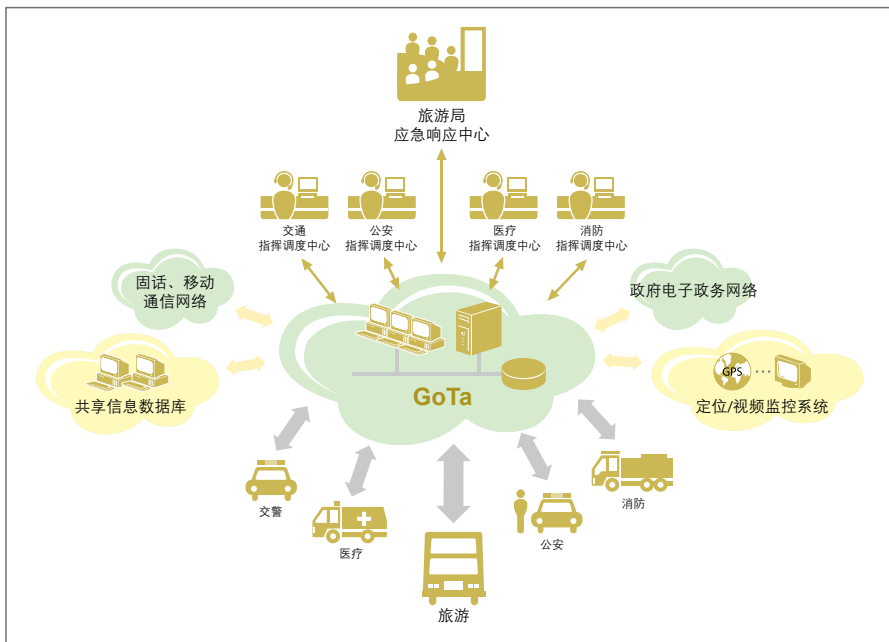 旅游局
应急响应中心
交通
指挥调度中心
公安
指挥调度中心
医疗
指挥调度中心
消防
指挥调度中心
固话、移动
通信网络
政府电子政务网络
共享信息数据库
GoTa
GPS
定位/视频监控系统
交警
医疗
旅游
公安
消防